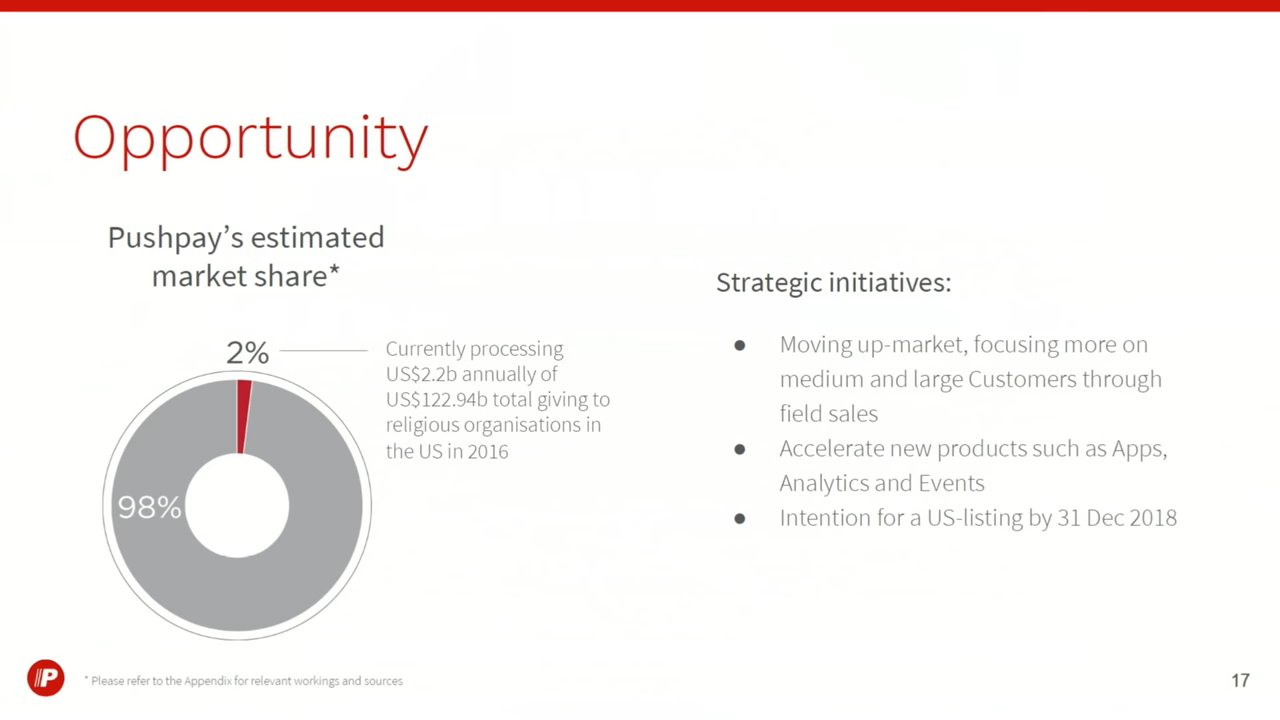 Opportunity
Pushpay's estimated
market share*
2%
Currently processing
US$2.2b annually of
US$122.94b total giving to
religious organisations in
the US in 2016
98%
Strategic initiatives:
● Moving up-market, focusing more on
medium and large Customers through
field sales
● Accelerate new products such as Apps,
Analytics and Events
● Intention for a US-listing by 31 Dec 2018
P
* Please refer to the Appendix for relevant workings and sources
17